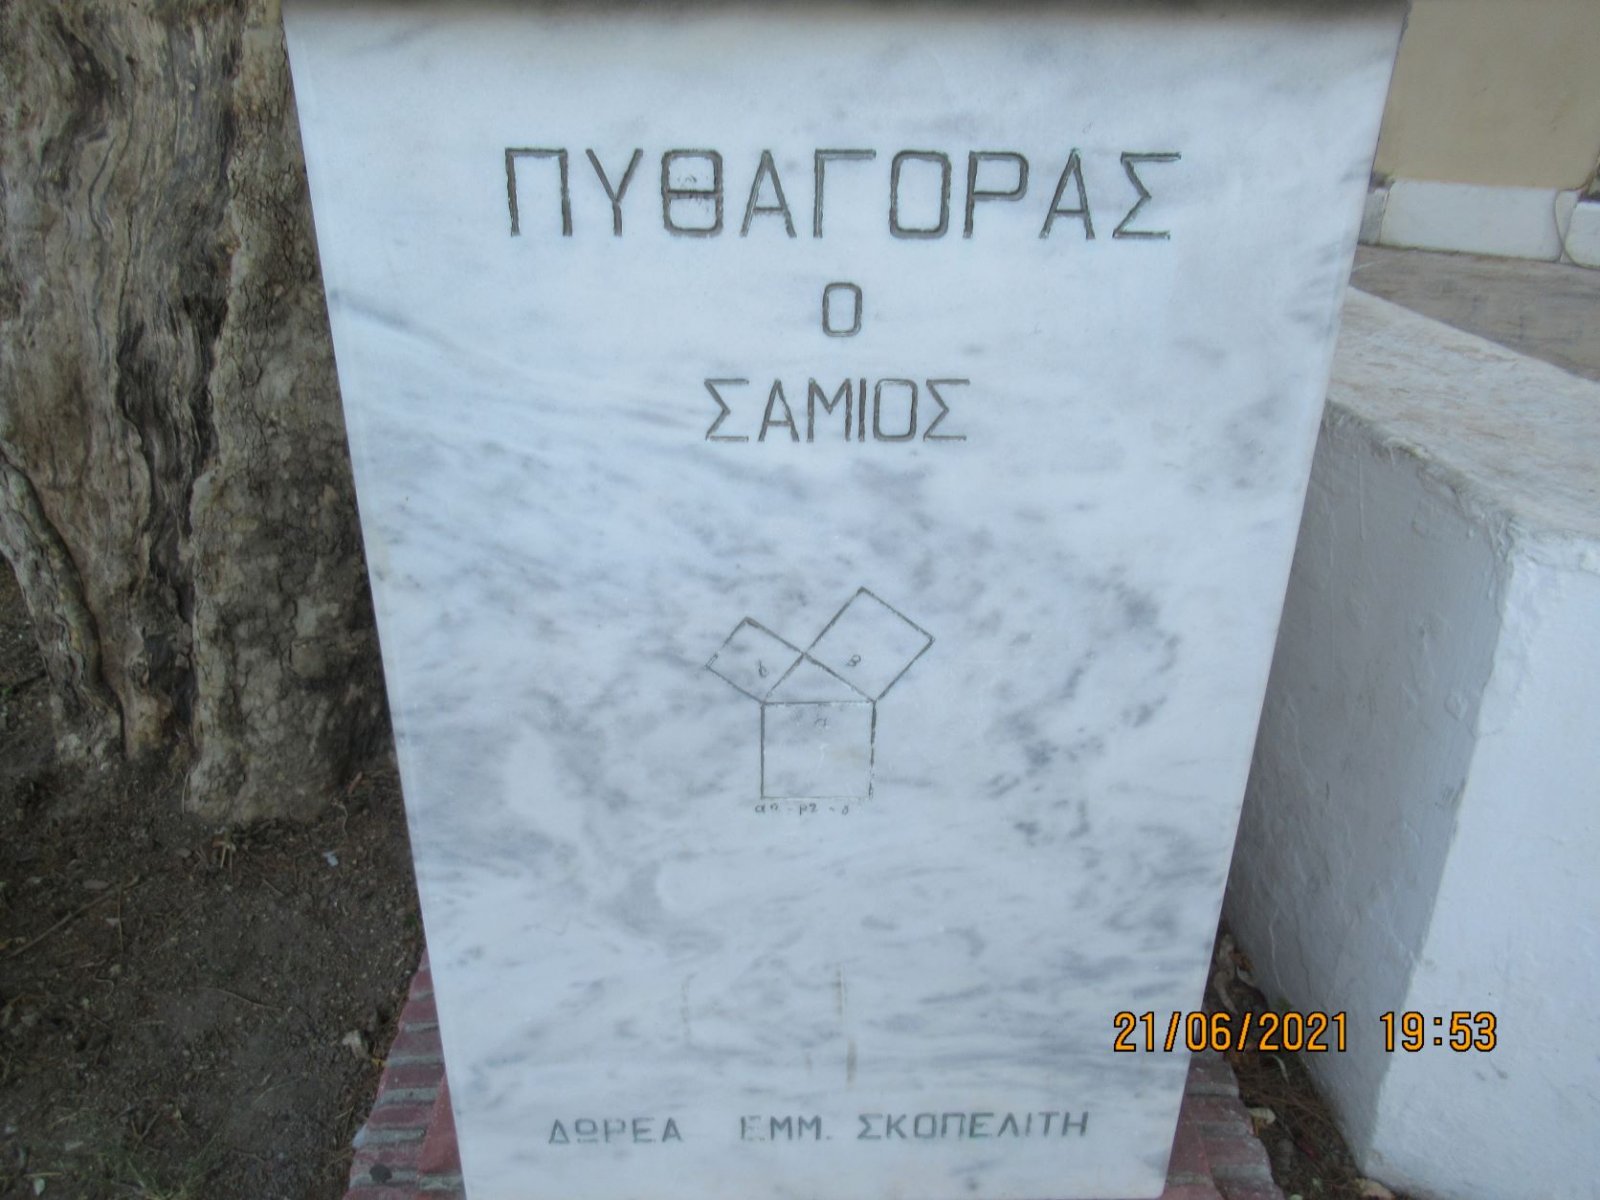 ΠΥΘΑΓΟΡΑΣ
Ο
ΣΑΜΙΟΣ
β
α
ΔΩΡΕΑ ΕΜΜ. ΣΚΟΠΕΛΙΤΗ
21/06/2021 19:53